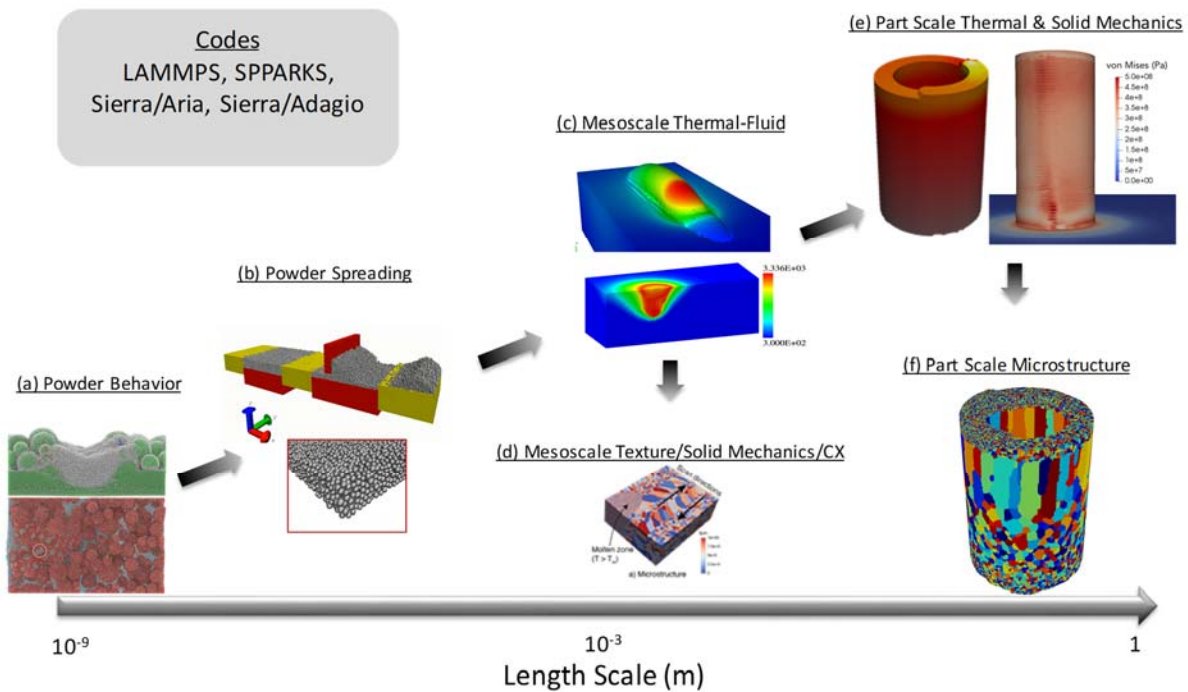 Codes
LAMMPS, SPPARKS,
Sierra/Aria, Sierra/Adagio
(a) Powder Behavior
(b) Powder Spreading
(c) Mesoscale Thermal-Fluid
3.336E+03
3.000E+02
(d) Mesoscale Texture/Solid Mechanics/CX
Scan directions
Molten zone
a) Microstructure
(e) Part Scale Thermal & Solid Mechanics
von Mises (Pa)
5.0e+08
4.5e+8
4e+8
3.5e+8
3e+8
2.5e+8
2e+8
1.5e+8
1e+8
5e+7
0.0e+00
(f) Part Scale Microstructure
10⁻⁹
10⁻³
1
Length Scale (m)